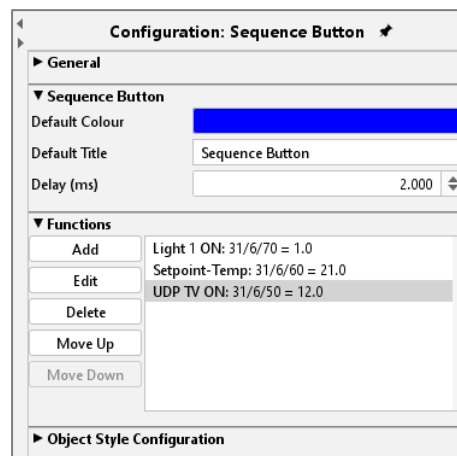 Configuration: Sequence Button
General
Sequence Button
Default Colour
Default Title Sequence Button
Delay (ms) 2.000
Functions
Add
Edit
Delete
Move Up
Move Down
Light 1 ON: 31/6/70 = 1.0
Setpoint-Temp: 31/6/60 = 21.0
UDP TV ON: 31/6/50 = 12.0
Object Style Configuration